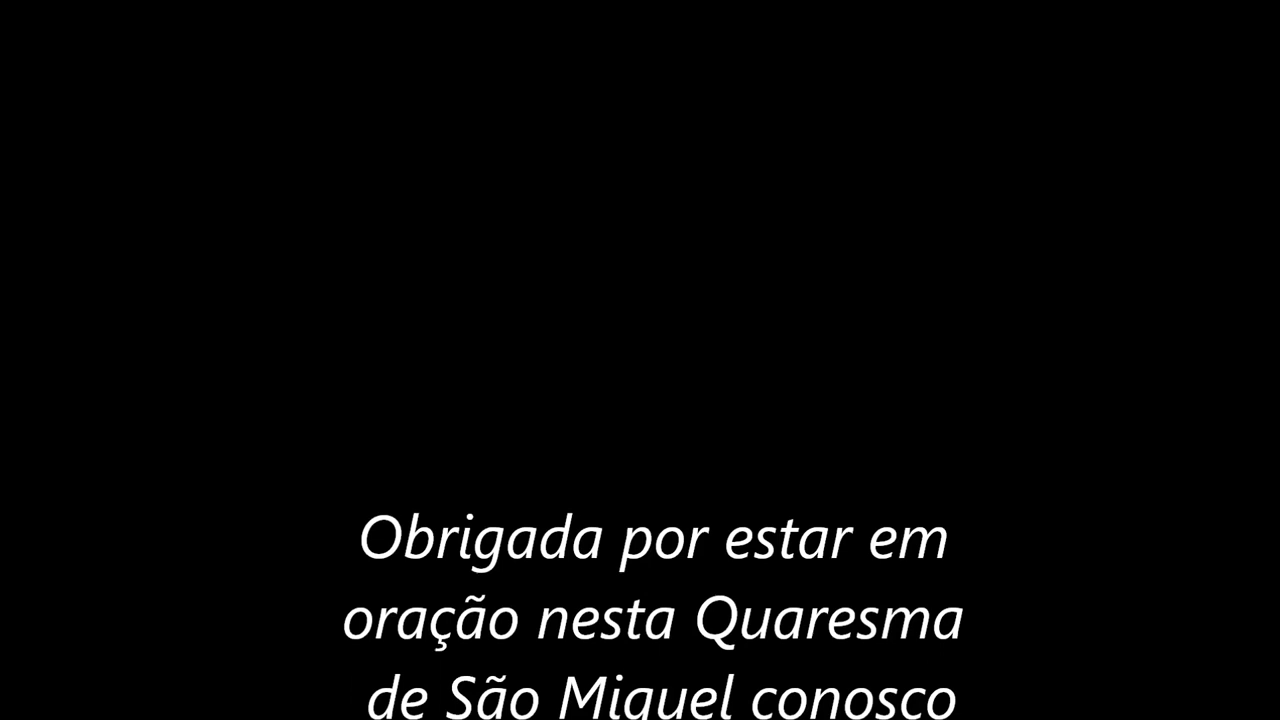 Obrigada por estar em
oração nesta Quaresma
de São Miguel conosco